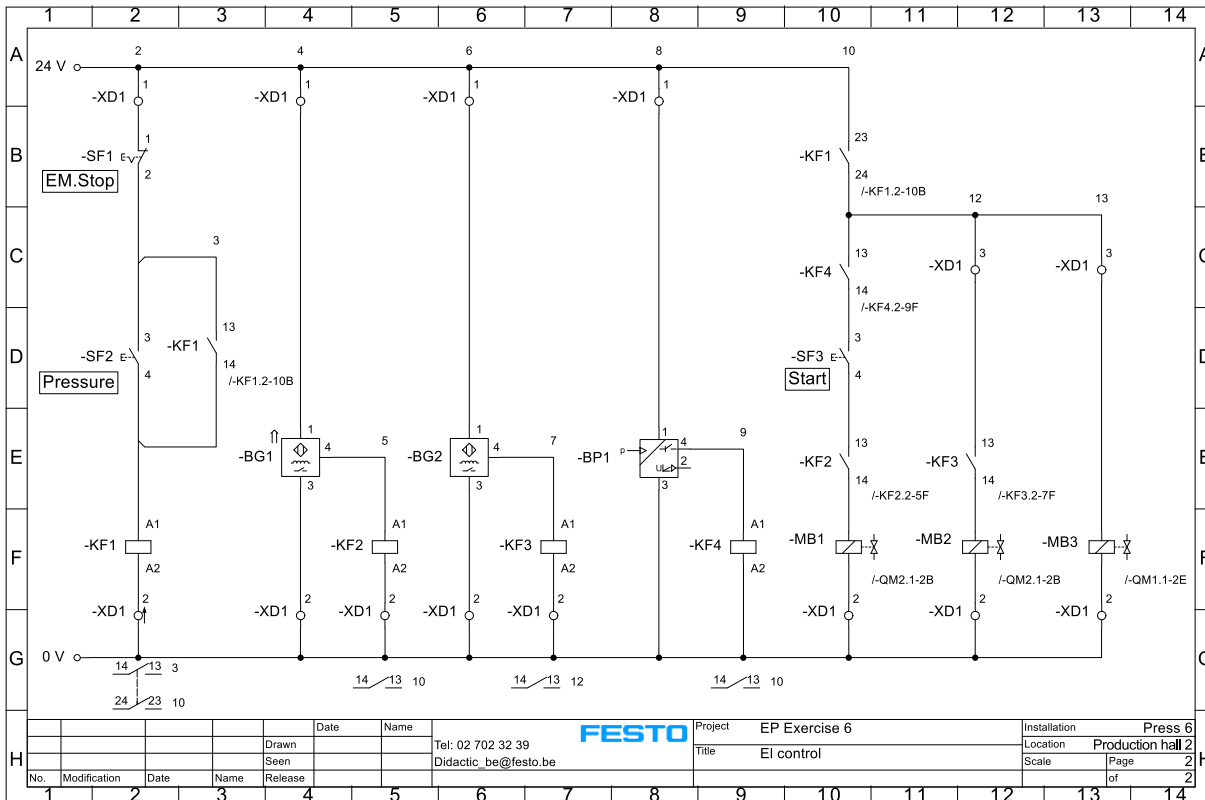 1 2 3 4 5 6 7 8 9 10 11 12 13 14
A 2 4 6 8 10 A
24 V
1 1 1 1
-XD1 -XD1 -XD1 -XD1
B
1 23
-SF1 -KF1
EM.Stop 2 24
/-KF1.2-10B
12 13
C 3
13 3 3
-KF4 -XD1 -XD1
14
/-KF4.2-9F
D
3 13 3
-SF2 -KF1 -SF3
Pressure 4 14 Start 4
/-KF1.2-10B
E E
1 4 5 1 4 7 1 4 9 13 13
-BG1 -BG2 -BP1 p U 2 -KF2 -KF3
3 3 3 14 14
/-KF2.2-5F /-KF3.2-7F
F
A1 A1 A1 A1
-KF1 -KF2 -KF3 -KF4 -MB1 -MB2 -MB3
A2 A2 A2 A2
/-QM2.1-2B /-QM2.1-2B /-QM1.1-2E
2 2 2 2 2 2 2 2
-XD1 -XD1 -XD1 -XD1 -XD1 -XD1 -XD1 -XD1
G 0 V
14 13 3 14 13 10 14 13 12 14 13 10
24 23 10
H H
Date Name
Drawn
Seen
No. Modification Date Name Release
Tel: 02 702 32 39
Didactic_be@festo.be
FESTO
Project EP Exercise 6
Title El control
Installation Press 6
Location Production hall 2
Scale Page 2
of 2
1 2 3 4 5 6 7 8 9 10 11 12 13 14